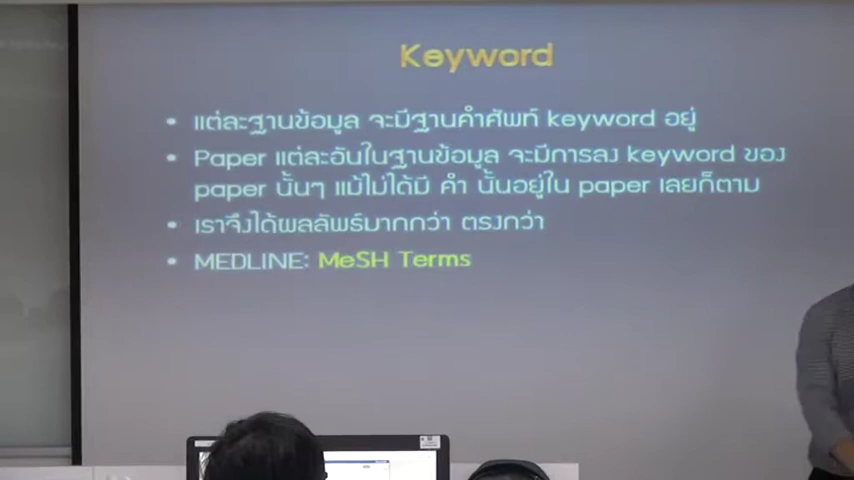 Keyword
• แต่ละฐานข้อมูล จะมีฐานคำศัพท์ keyword อยู่
• Paper แต่ละอันในฐานข้อมูล จะมีการลง keyword ของ
paper นั้นๆ แม้ไม่ได้มี คำ นั้นอยู่ใน paper เลยก็ตาม
• เราจึงได้ผลลัพธ์มากกว่า ตรงกว่า
• MEDLINE: MeSH Terms